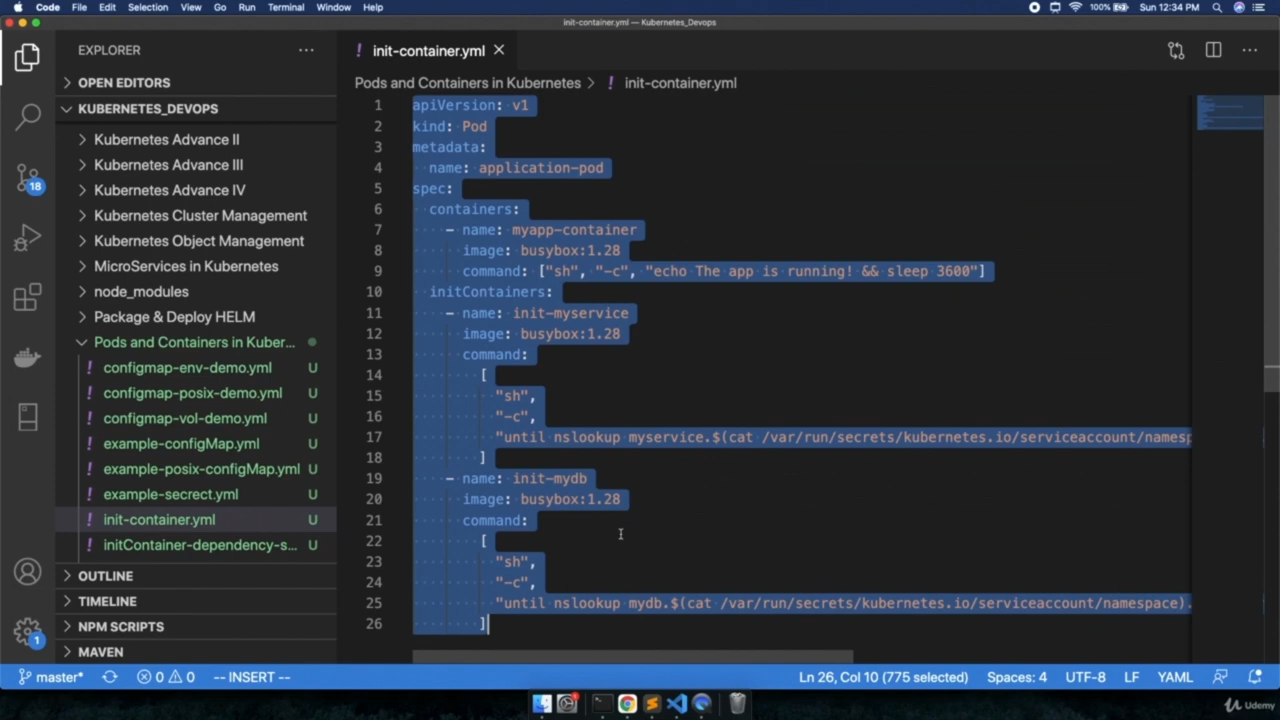 Code File Edit Selection View Go Run Terminal Window Help 100% Sun 12:34 PM
init-container.yml — Kubernetes_Devops
EXPLORER
OPEN EDITORS
KUBERNETES_DEVOPS
Kubernetes Advance II
Kubernetes Advance III
Kubernetes Advance IV
Kubernetes Cluster Management
Kubernetes Object Management
MicroServices in Kubernetes
node_modules
Package & Deploy HELM
Pods and Containers in Kuber...
! configmap-env-demo.yml U
! configmap-posix-demo.yml U
! configmap-vol-demo.yml U
! example-configMap.yml U
! example-posix-configMap.yml U
! example-secrect.yml U
! init-container.yml U
! initContainer-dependency-s... U
OUTLINE
TIMELINE
NPM SCRIPTS
MAVEN
18
1
! init-container.yml
Pods and Containers in Kubernetes > ! init-container.yml
1 apiVersion: v1
2 kind: Pod
3 metadata:
4 name: application-pod
5 spec:
6 containers:
7 - name: myapp-container
8 image: busybox:1.28
9 command: ["sh", "-c", "echo The app is running! && sleep 3600"]
10 initContainers:
11 - name: init-myservice
12 image: busybox:1.28
13 command:
14 [
15 "sh",
16 "-c",
17 "until nslookup myservice.$(cat /var/run/secrets/kubernetes.io/serviceaccount/namesp
18 ]
19 - name: init-mydb
20 image: busybox:1.28
21 command:
22 [
23 "sh",
24 "-c",
25 "until nslookup mydb.$(cat /var/run/secrets/kubernetes.io/serviceaccount/namespace).
26 ]
master* 0 0 -- INSERT -- Ln 26, Col 10 (775 selected) Spaces: 4 UTF-8 LF YAML
Udemy